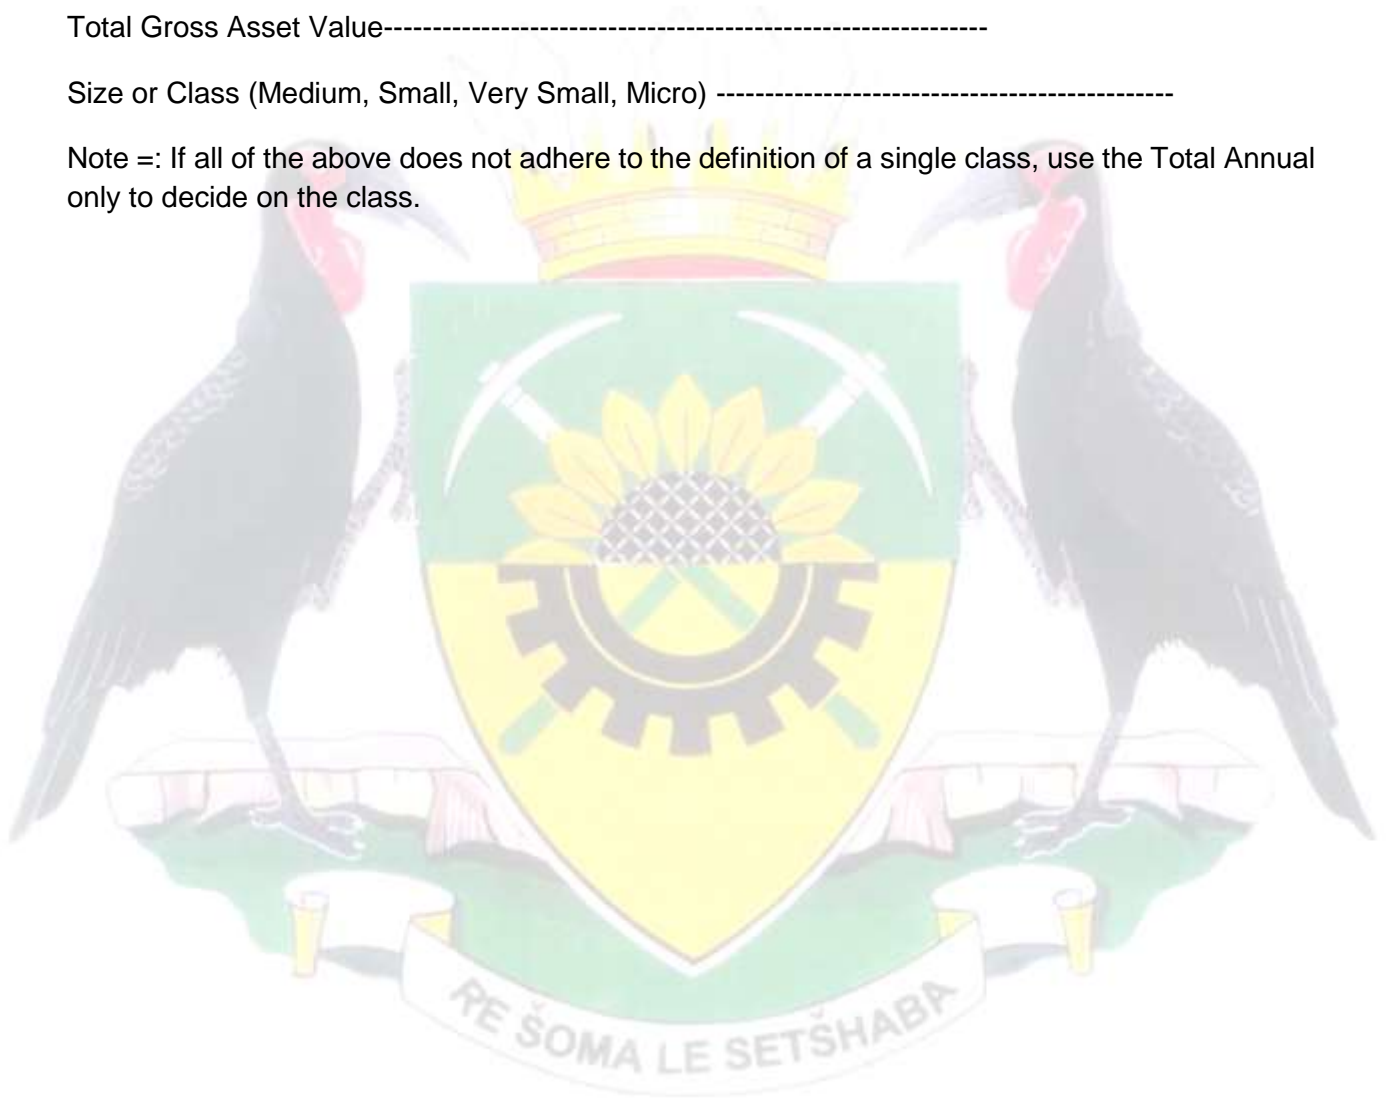 Total Gross Asset Value--------------------------------------------------------------
Size or Class (Medium, Small, Very Small, Micro) -----------------------------------------------
Note =: If all of the above does not adhere to the definition of a single class, use the Total Annual
only to decide on the class.
RE ŠOMA LE SETŠHABA